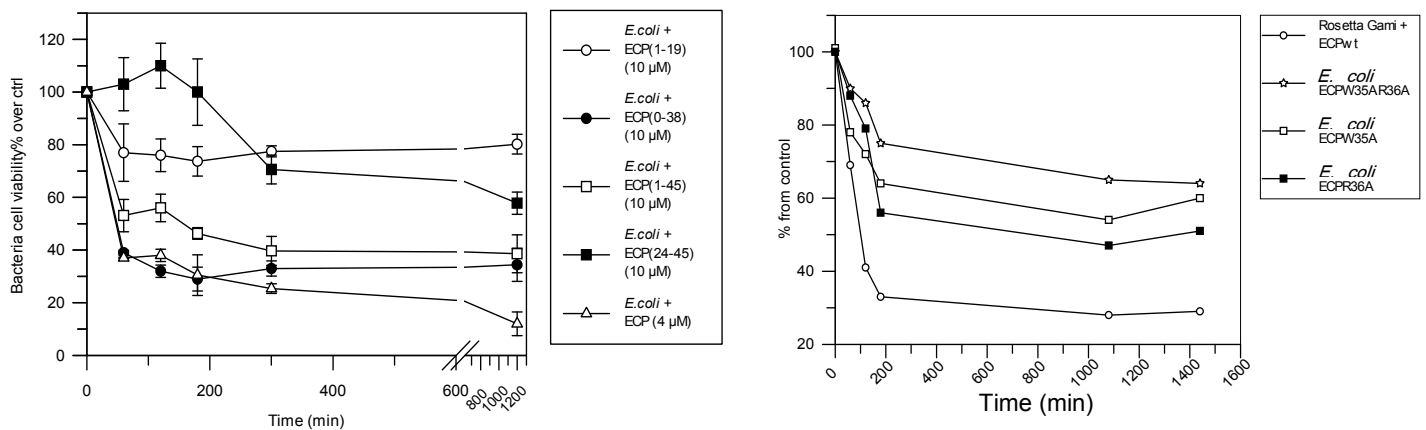 120
100
80
60
40
20
0
Bacteria cell viability% over ctrl
0
200
400
600
800
1000
1200
Time (min)
E.coli +
ECP(1-19)
(10 µM)
E.coli +
ECP(0-38)
(10 µM)
E.coli +
ECP(1-45)
(10 µM)
E.coli +
ECP(24-45)
(10 µM)
E.coli +
ECP (4 µM)
100
80
60
40
20
% from control
0
200
400
600
800
1000
1200
1400
1600
Time (min)
Rosetta Gami +
ECPwt
E. coli
ECPW35AR36A
E. coli
ECPW35A
E. coli
ECPR36A